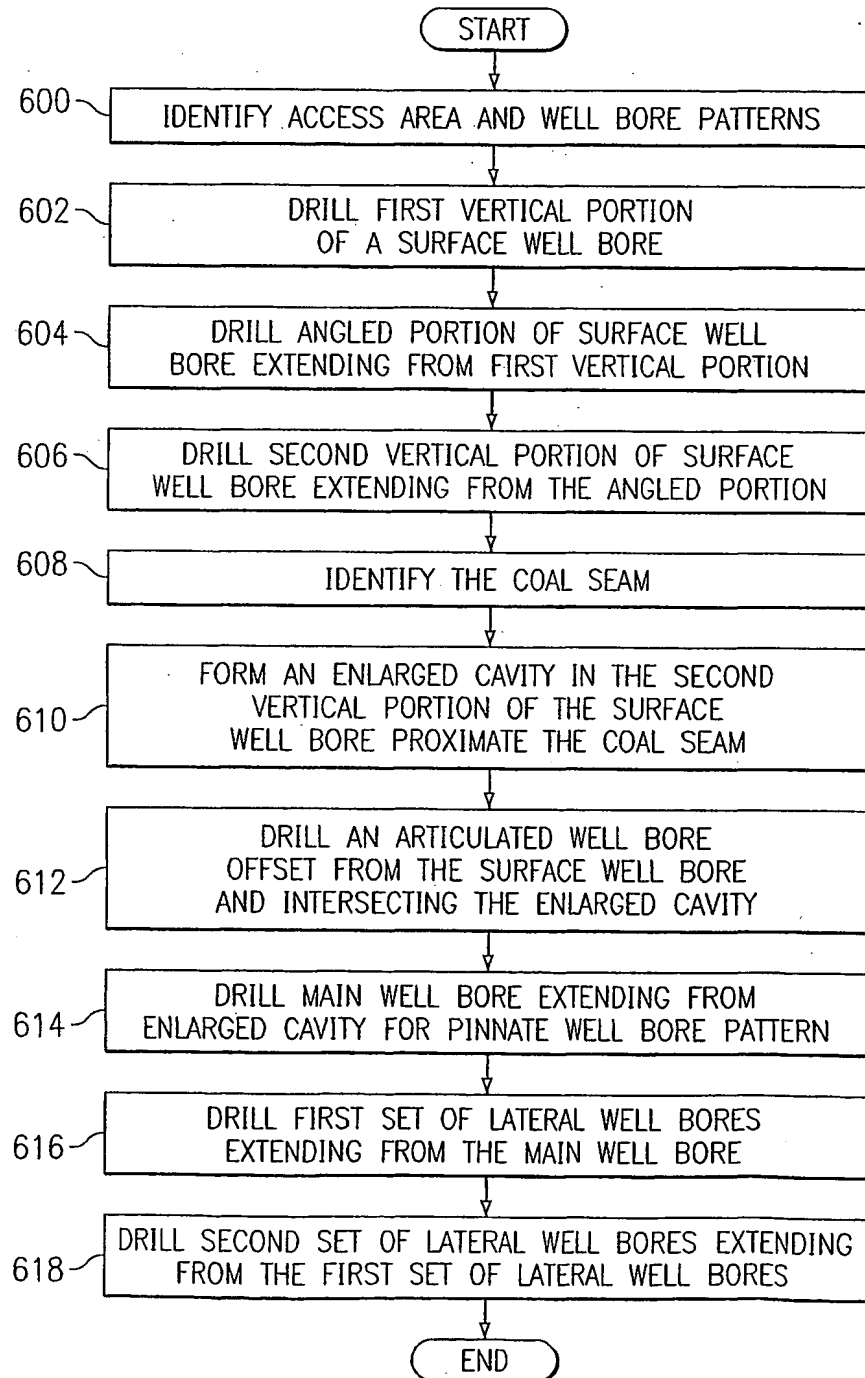 START
600
IDENTIFY ACCESS AREA AND WELL BORE PATTERNS
602
DRILL FIRST VERTICAL PORTION
OF A SURFACE WELL BORE
604
DRILL ANGLED PORTION OF SURFACE WELL
BORE EXTENDING FROM FIRST VERTICAL PORTION
606
DRILL SECOND VERTICAL PORTION OF SURFACE
WELL BORE EXTENDING FROM THE ANGLED PORTION
608
IDENTIFY THE COAL SEAM
610
FORM AN ENLARGED CAVITY IN THE SECOND
VERTICAL PORTION OF THE SURFACE
WELL BORE PROXIMATE THE COAL SEAM
612
DRILL AN ARTICULATED WELL BORE
OFFSET FROM THE SURFACE WELL BORE
AND INTERSECTING THE ENLARGED CAVITY
614
DRILL MAIN WELL BORE EXTENDING FROM
ENLARGED CAVITY FOR PINNATE WELL BORE PATTERN
616
DRILL FIRST SET OF LATERAL WELL BORES
EXTENDING FROM THE MAIN WELL BORE
618
DRILL SECOND SET OF LATERAL WELL BORES EXTENDING
FROM THE FIRST SET OF LATERAL WELL BORES
END